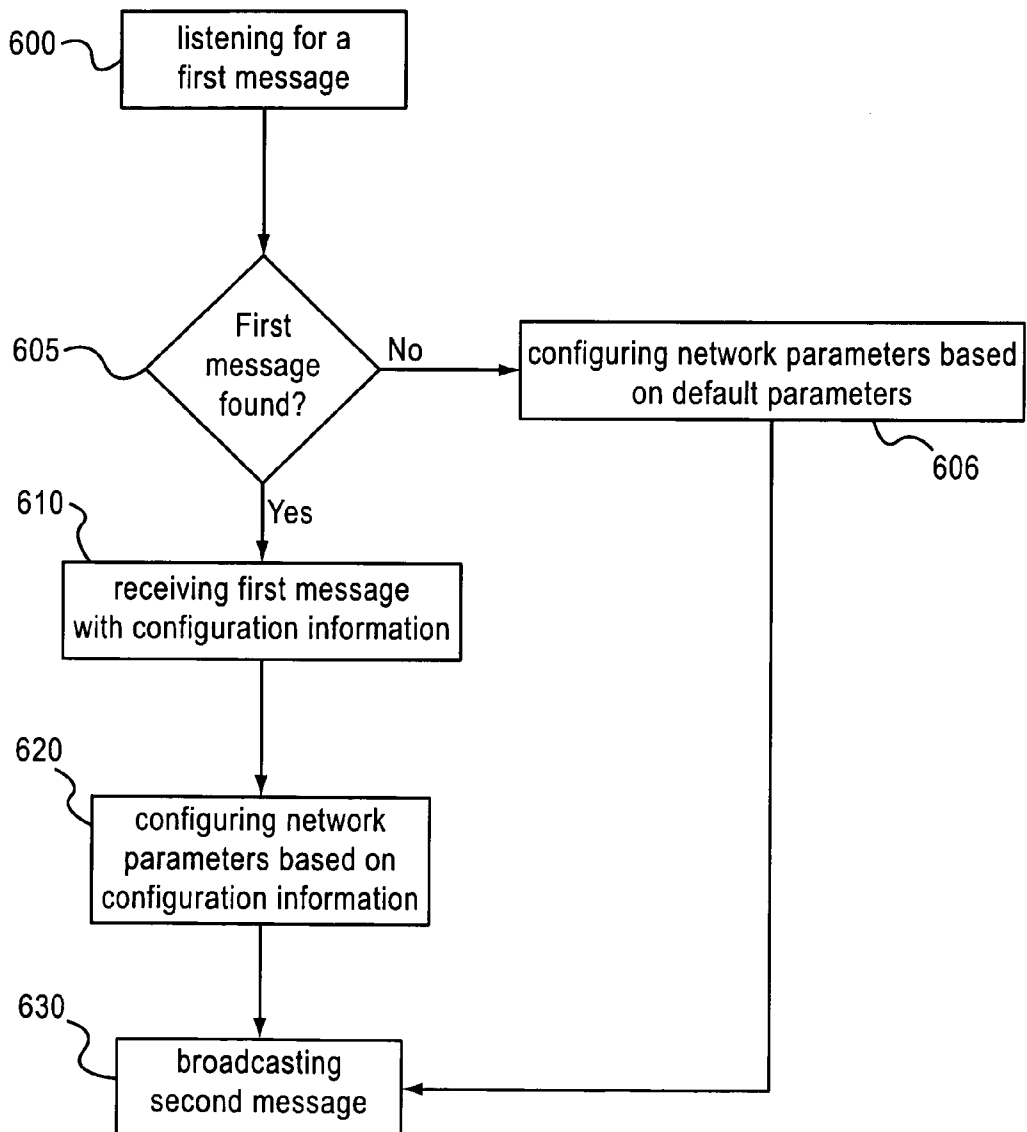 600
listening for a
first message
605
First
message
found?
No
configuring network parameters based
on default parameters
606
Yes
610
receiving first message
with configuration information
620
configuring network
parameters based on
configuration information
630
broadcasting
second message